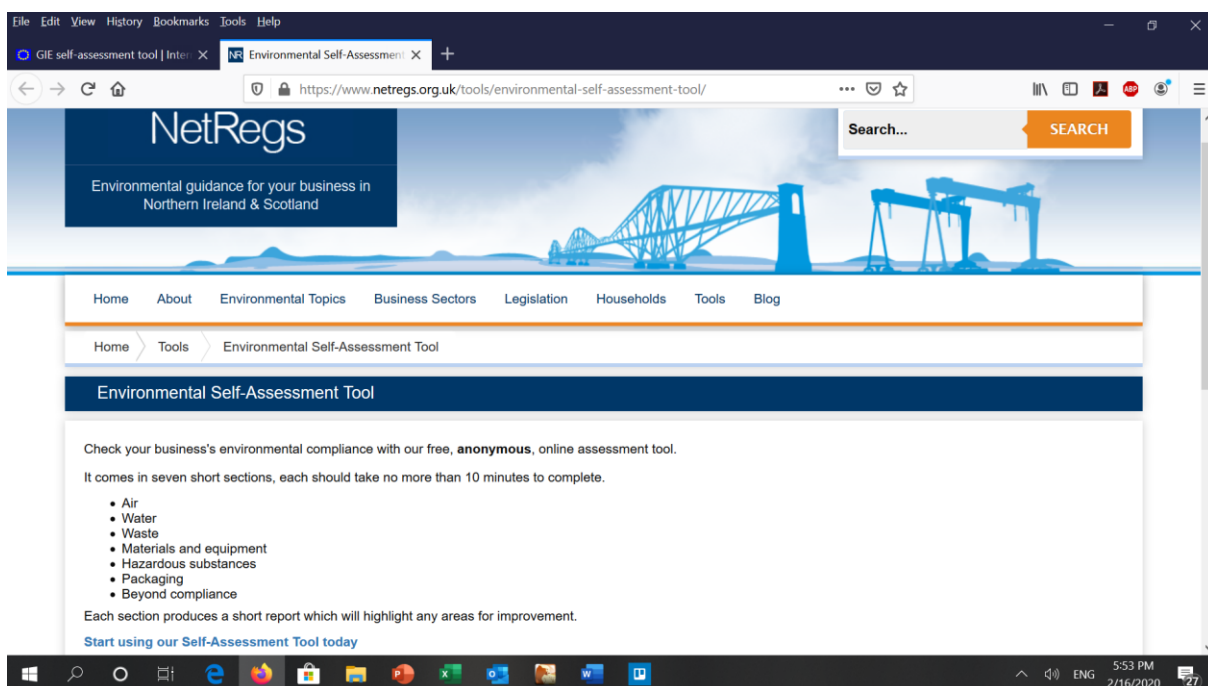 File Edit View History Bookmarks Tools Help
GIE self-assessment tool | Inter
NR Environmental Self-Assessment
https://www.netregs.org.uk/tools/environmental-self-assessment-tool/
ABP
NetRegs
Environmental guidance for your business in
Northern Ireland & Scotland
Search...
SEARCH
Home About Environmental Topics Business Sectors Legislation Households Tools Blog
Home Tools Environmental Self-Assessment Tool
Environmental Self-Assessment Tool
Check your business's environmental compliance with our free, anonymous, online assessment tool.
It comes in seven short sections, each should take no more than 10 minutes to complete.
• Air
• Water
• Waste
• Materials and equipment
• Hazardous substances
• Packaging
• Beyond compliance
Each section produces a short report which will highlight any areas for improvement.
Start using our Self-Assessment Tool today
ENG
5:53 PM
2/16/2020
27